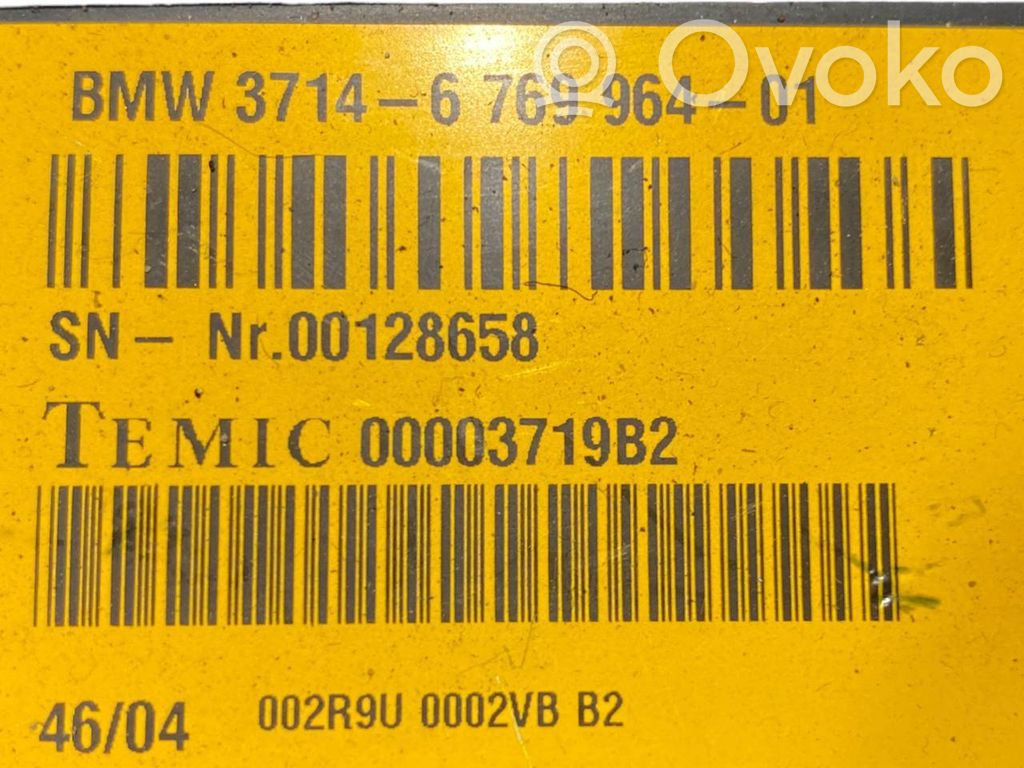 Ovoko
BMW 3714-6 769 964-01
SN- Nr.00128658
TEMIC 00003719B2
46/04 002R9U 0002VB B2